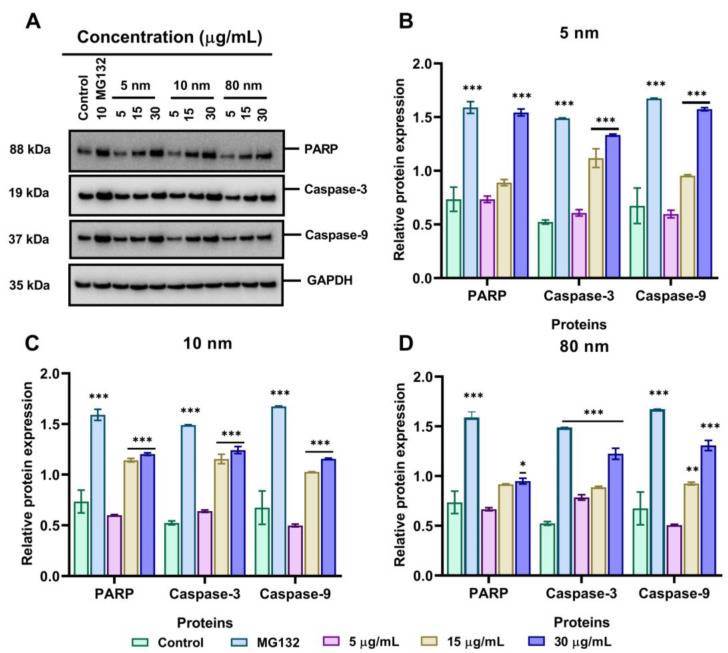 A
Concentration (µg/mL)
Control
10 MG132
5 nm
10 nm
80 nm
5
15
30
5
15
30
5
15
30
88 kDa
PARP
19 kDa
Caspase-3
37 kDa
Caspase-9
35 kDa
GAPDH
B
5 nm
Relative protein expression
2.0
1.5
1.0
0.5
0.0
***
***
***
***
***
***
PARP
Caspase-3
Caspase-9
Proteins
C
10 nm
Relative protein expression
2.0
1.5
1.0
0.5
0.0
***
***
***
***
***
***
PARP
Caspase-3
Caspase-9
Proteins
D
80 nm
Relative protein expression
2.0
1.5
1.0
0.5
0.0
***
*
***
***
**
***
PARP
Caspase-3
Caspase-9
Proteins
Control
MG132
5 µg/mL
15 µg/mL
30 µg/mL